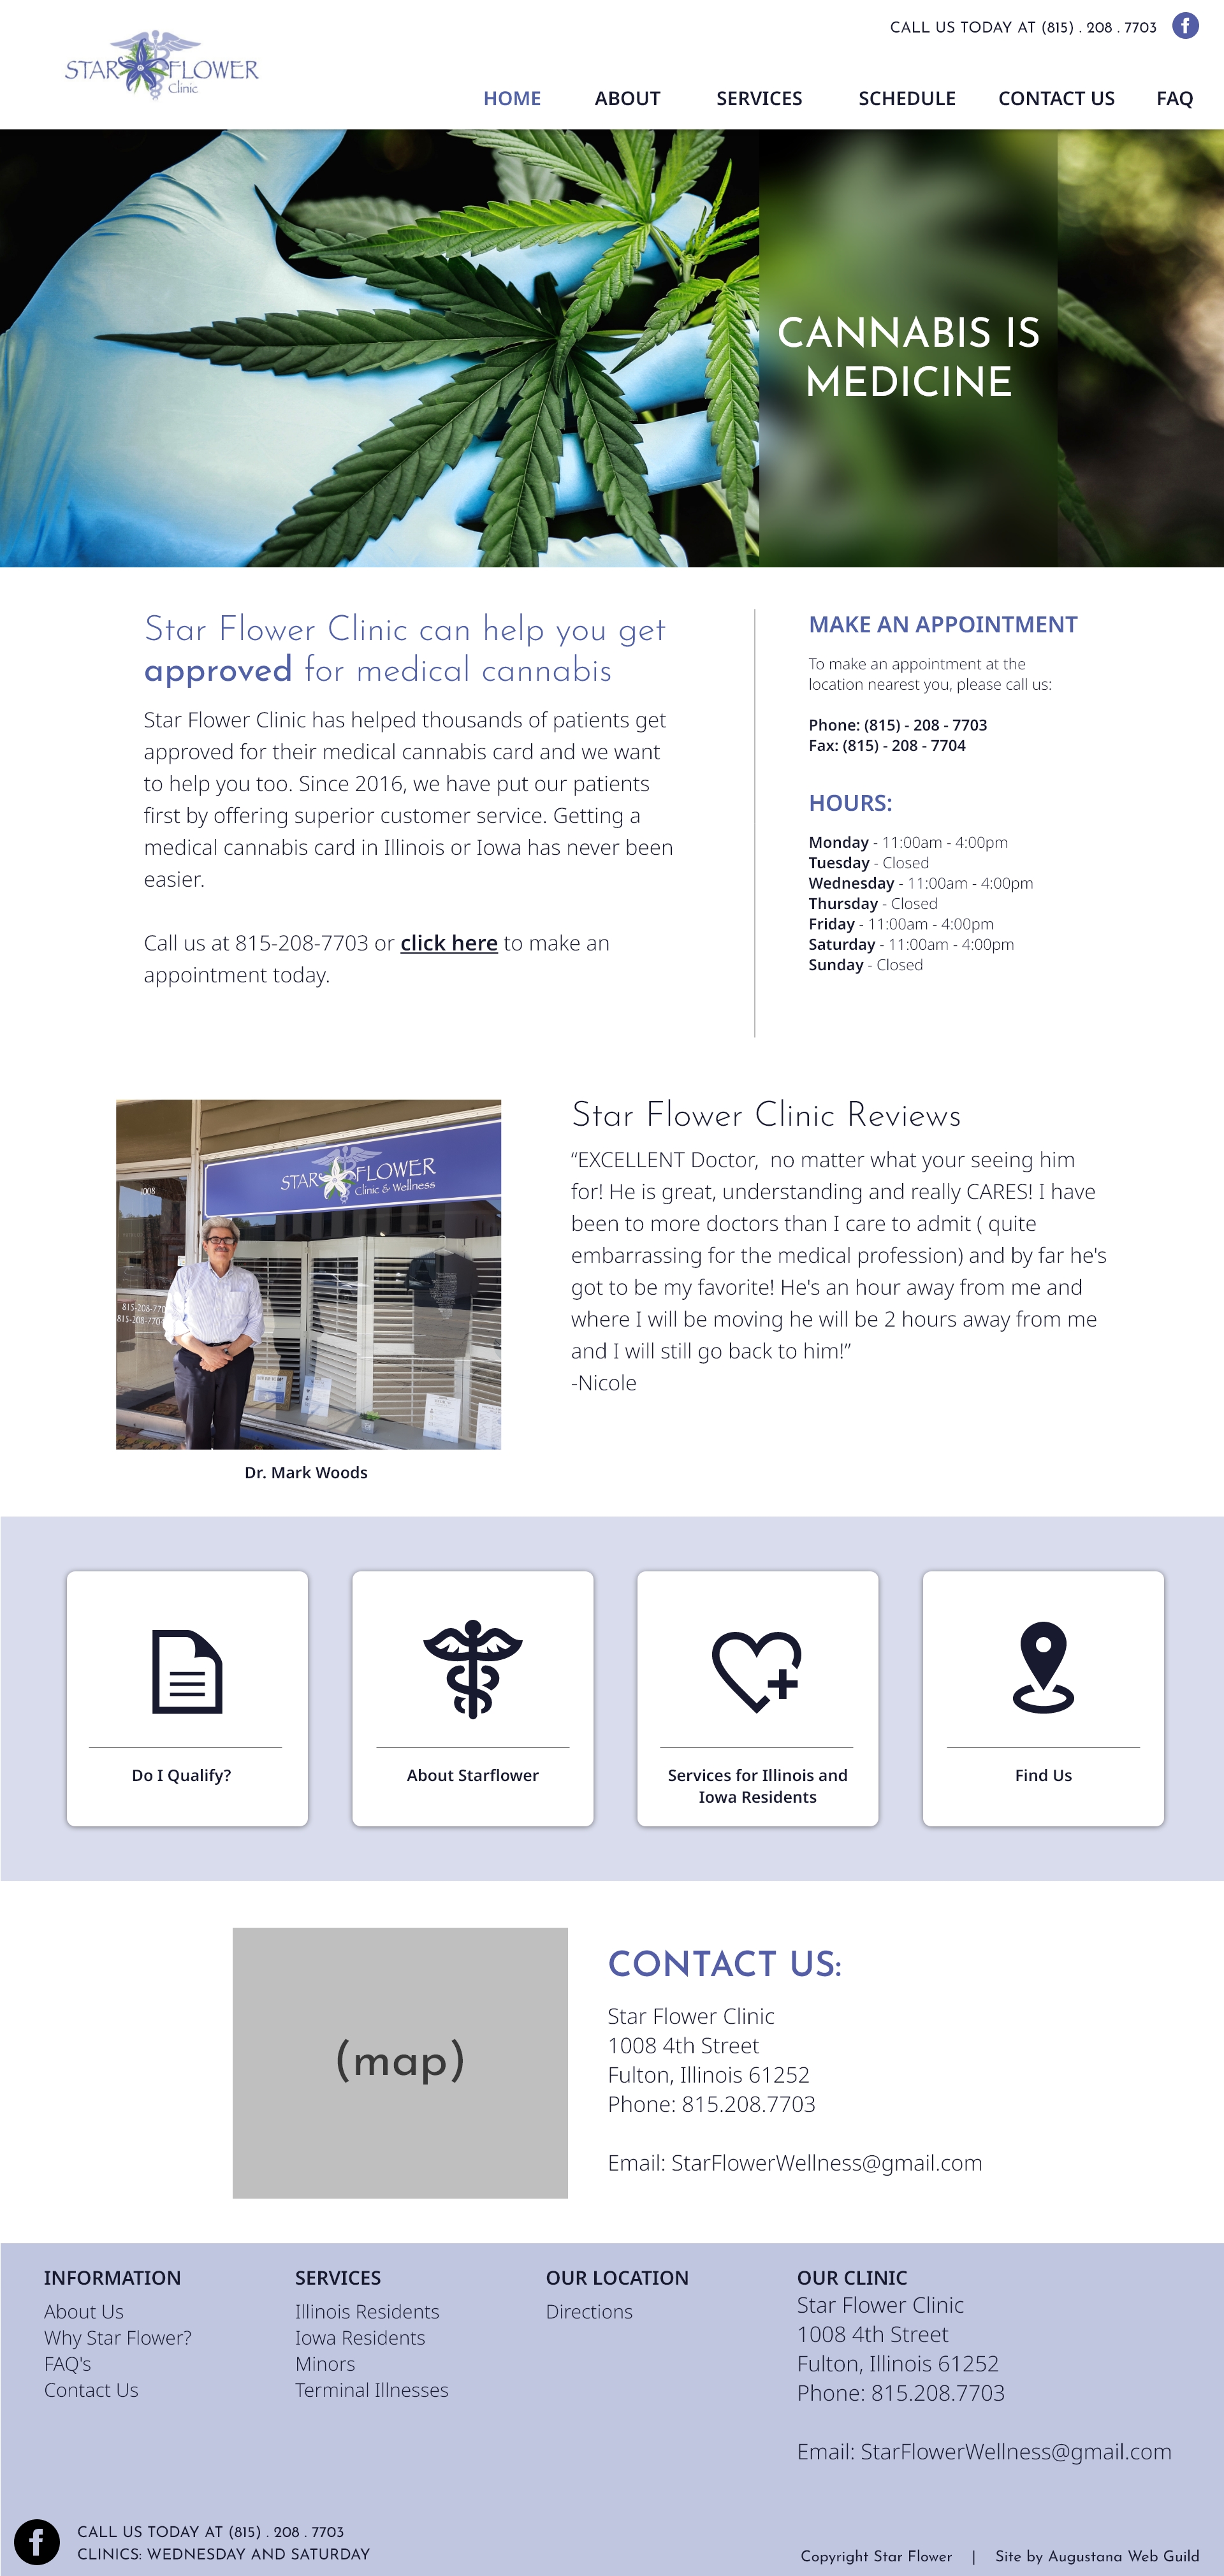 CALL US TODAY AT (815) . 208 . 7703
STAR FLOWER
Clinic
HOME ABOUT SERVICES SCHEDULE CONTACT US FAQ
CANNABIS IS
MEDICINE
Star Flower Clinic can help you get
approved for medical cannabis
Star Flower Clinic has helped thousands of patients get
approved for their medical cannabis card and we want
to help you too. Since 2016, we have put our patients
first by offering superior customer service. Getting a
medical cannabis card in Illinois or Iowa has never been
easier.
Call us at 815-208-7703 or click here to make an
appointment today.
MAKE AN APPOINTMENT
To make an appointment at the
location nearest you, please call us:
Phone: (815) - 208 - 7703
Fax: (815) - 208 - 7704
HOURS:
Monday - 11:00am - 4:00pm
Tuesday - Closed
Wednesday - 11:00am - 4:00pm
Thursday - Closed
Friday - 11:00am - 4:00pm
Saturday - 11:00am - 4:00pm
Sunday - Closed
STAR FLOWER
Clinic & Wellness
1008
815-208-770
815-208-770
Dr. Mark Woods
Star Flower Clinic Reviews
“EXCELLENT Doctor,  no matter what your seeing him
for! He is great, understanding and really CARES! I have
been to more doctors than I care to admit ( quite
embarrassing for the medical profession) and by far he's
got to be my favorite! He's an hour away from me and
where I will be moving he will be 2 hours away from me
and I will still go back to him!”
-Nicole
Do I Qualify?
About Starflower
Services for Illinois and
Iowa Residents
Find Us
(map)
CONTACT US:
Star Flower Clinic
1008 4th Street
Fulton, Illinois 61252
Phone: 815.208.7703
Email: StarFlowerWellness@gmail.com
INFORMATION
About Us
Why Star Flower?
FAQ's
Contact Us
SERVICES
Illinois Residents
Iowa Residents
Minors
Terminal Illnesses
OUR LOCATION
Directions
OUR CLINIC
Star Flower Clinic
1008 4th Street
Fulton, Illinois 61252
Phone: 815.208.7703
Email: StarFlowerWellness@gmail.com
CALL US TODAY AT (815) . 208 . 7703
CLINICS: WEDNESDAY AND SATURDAY
Copyright Star Flower | Site by Augustana Web Guild